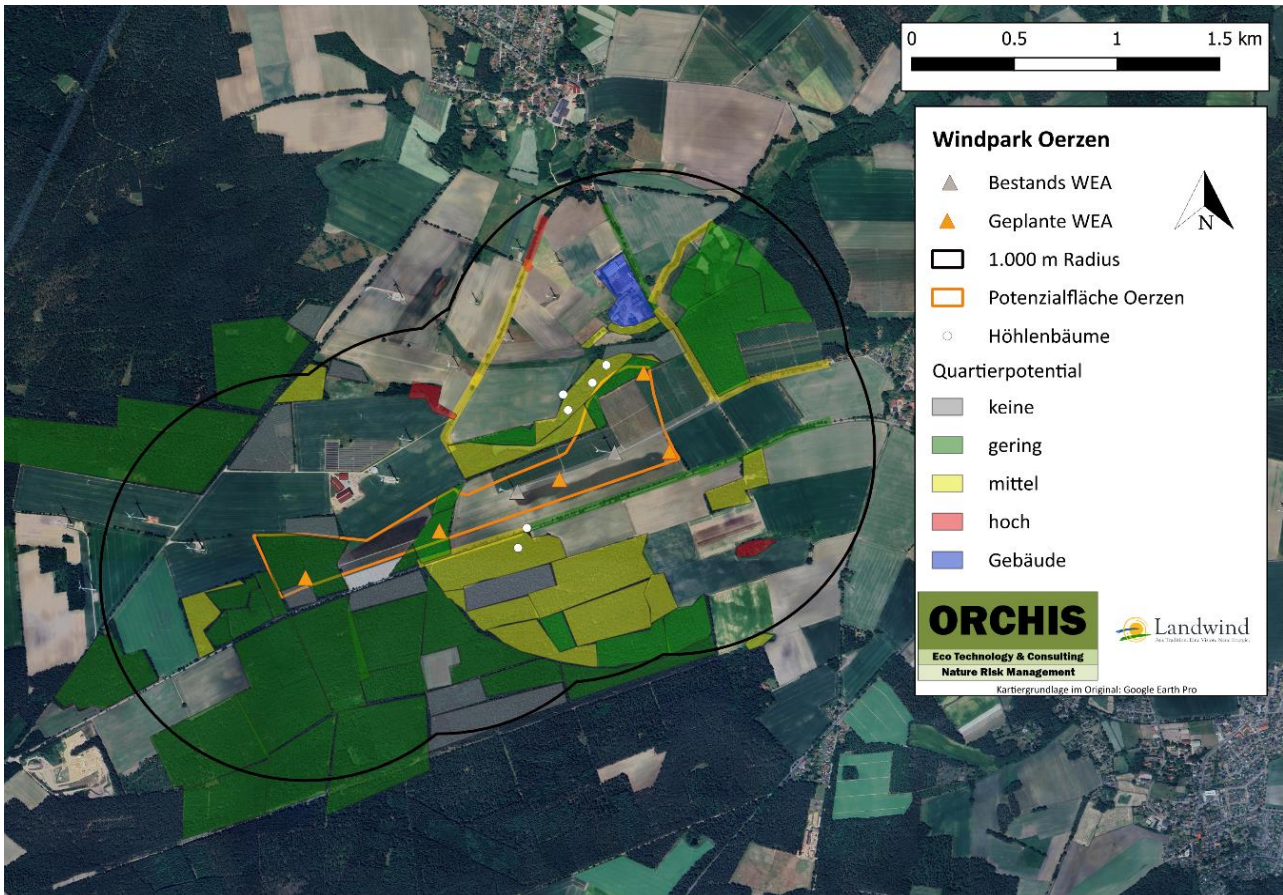 0 0.5 1 1.5 km
Windpark Oerzen
Bestands WEA
Geplante WEA
N
1.000 m Radius
Potenzialfläche Oerzen
Höhlenbäume
Quartierpotential
keine
gering
mittel
hoch
Gebäude
ORCHIS
Eco Technology & Consulting
Nature Risk Management
Landwind
Kartiergrundlage im Original: Google Earth Pro